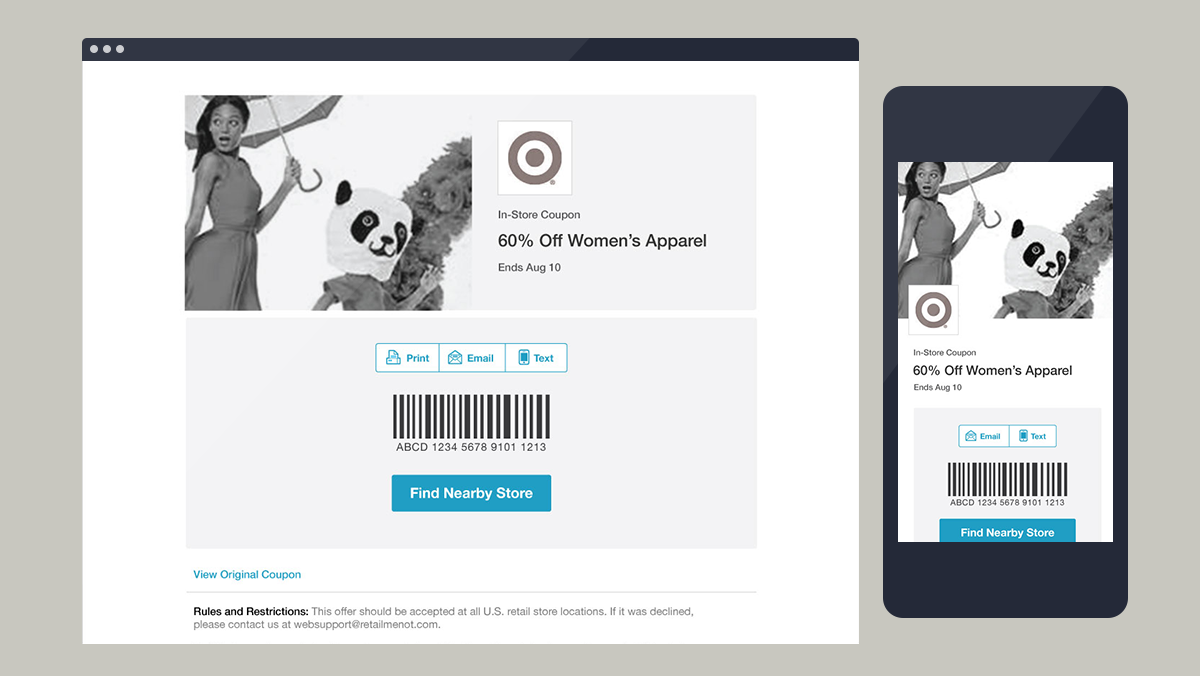 In-Store Coupon
60% Off Women's Apparel
Ends Aug 10
Print
Email
Text
ABCD 1234 5678 9101 1213
Find Nearby Store
View Original Coupon
Rules and Restrictions: This offer should be accepted at all U.S. retail store locations. If it was declined,
please contact us at websupport@retailmenot.com.
In-Store Coupon
60% Off Women's Apparel
Ends Aug 10
Email
Text
ABCD 1234 5678 9101 1213
Find Nearby Store